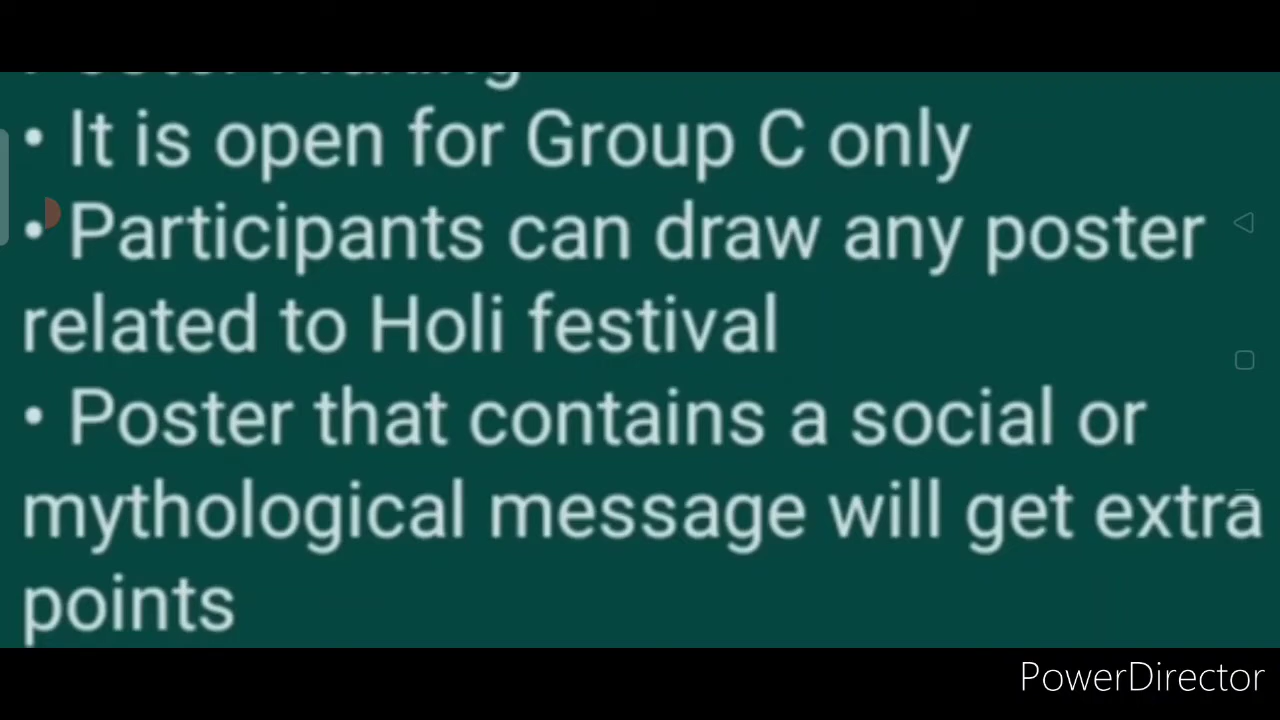 • It is open for Group C only
• Participants can draw any poster
related to Holi festival
• Poster that contains a social or
mythological message will get extra
points
PowerDirector